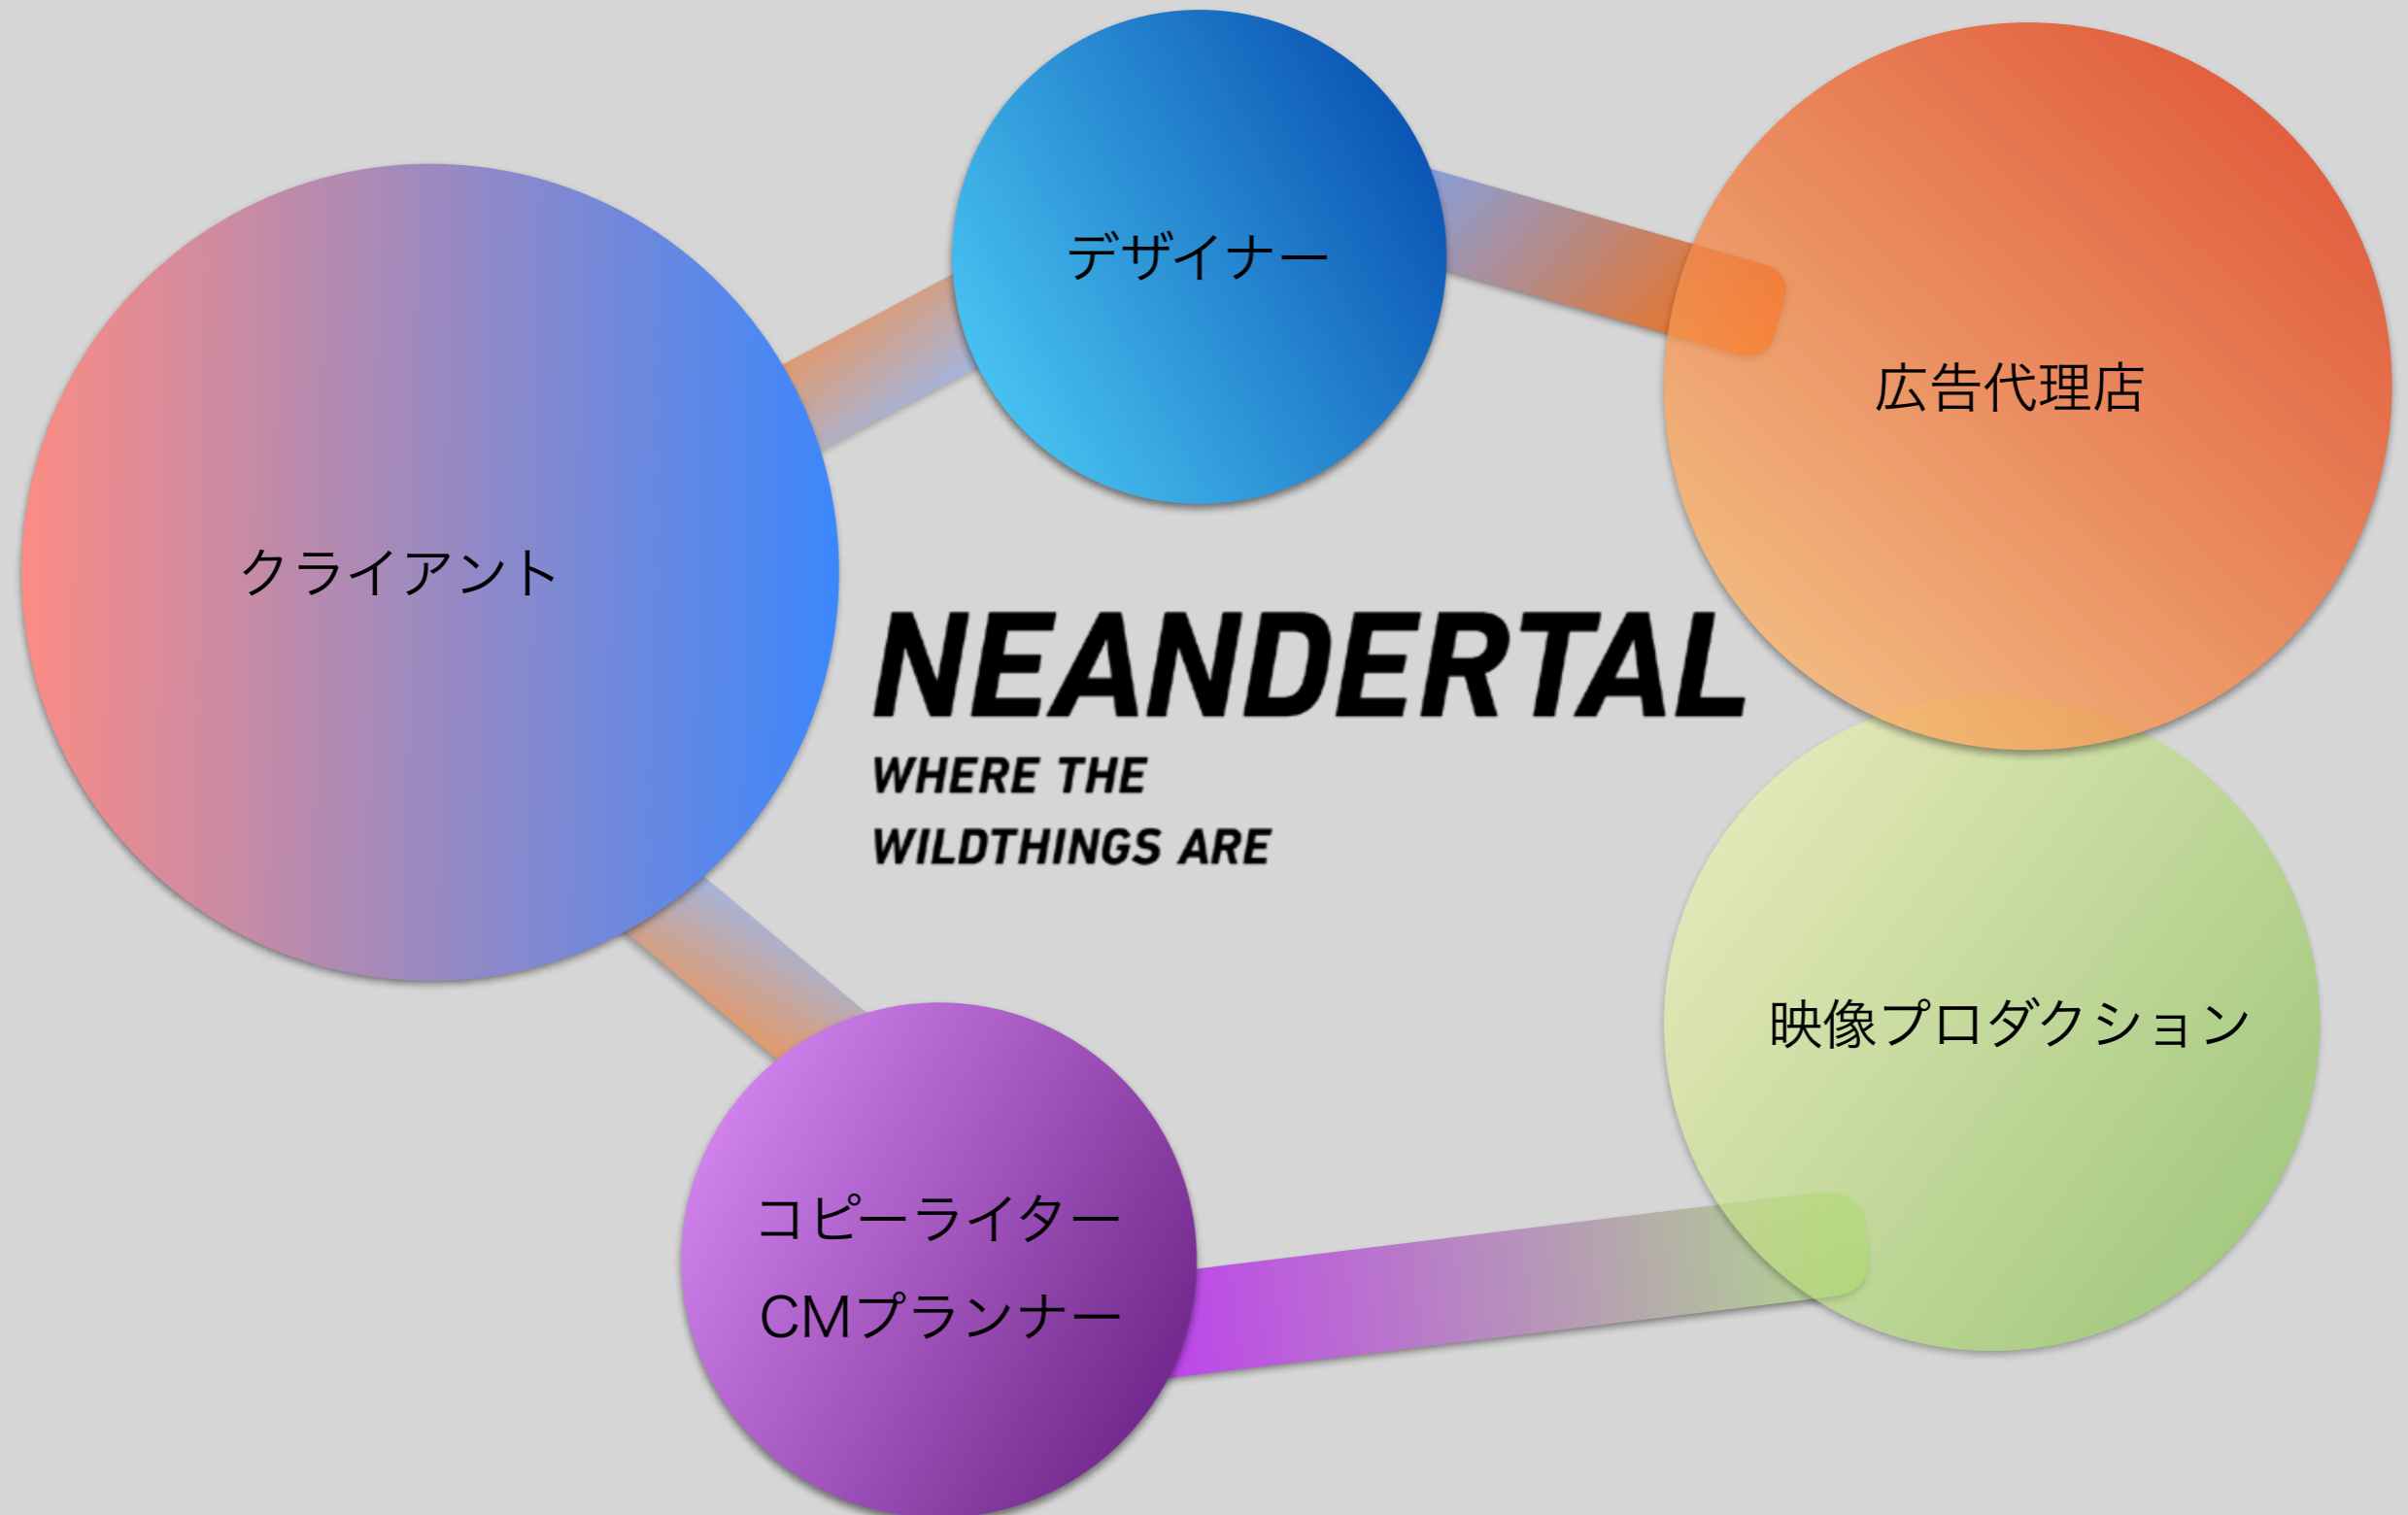 デザイナー
広告代理店
クライアント
NEANDERTAL
WHERE THE
WILDTHINGS ARE
映像プロダクション
コピーライター
CMプランナー